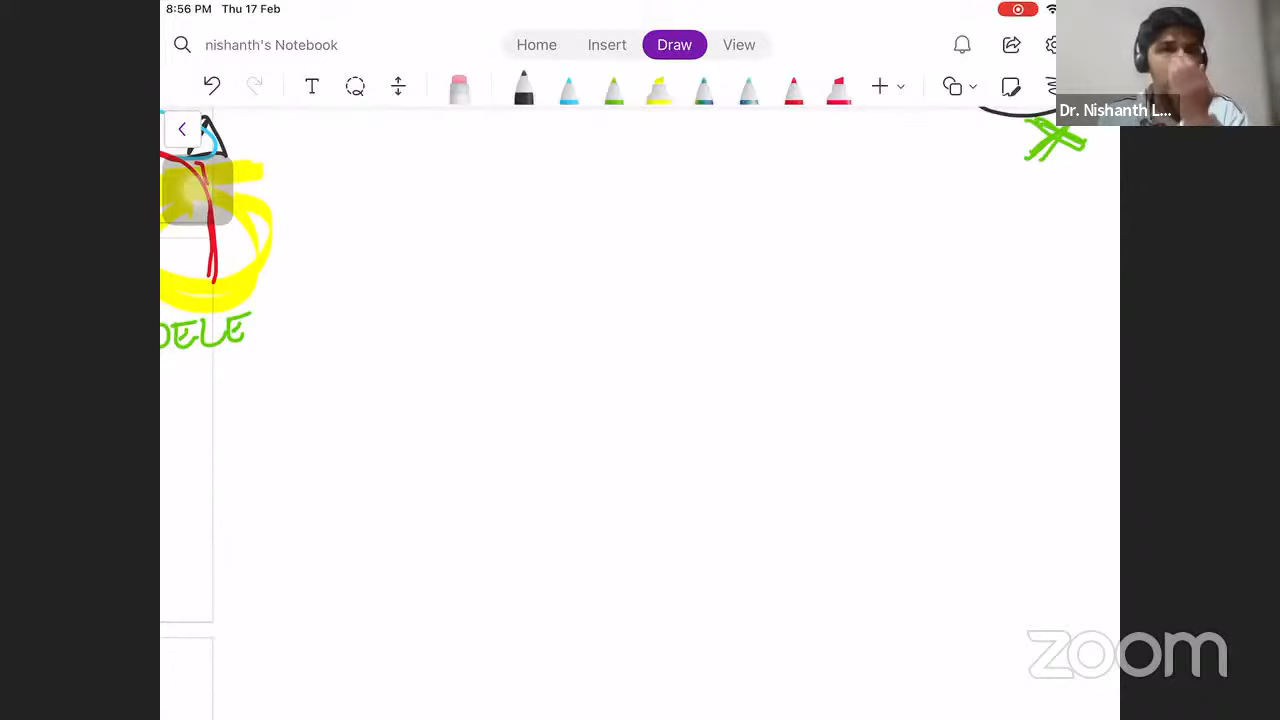 8:56 PM Thu 17 Feb
nishanth's Notebook
Home Insert Draw View
T
Dr. Nishanth L...
DELE
zoom